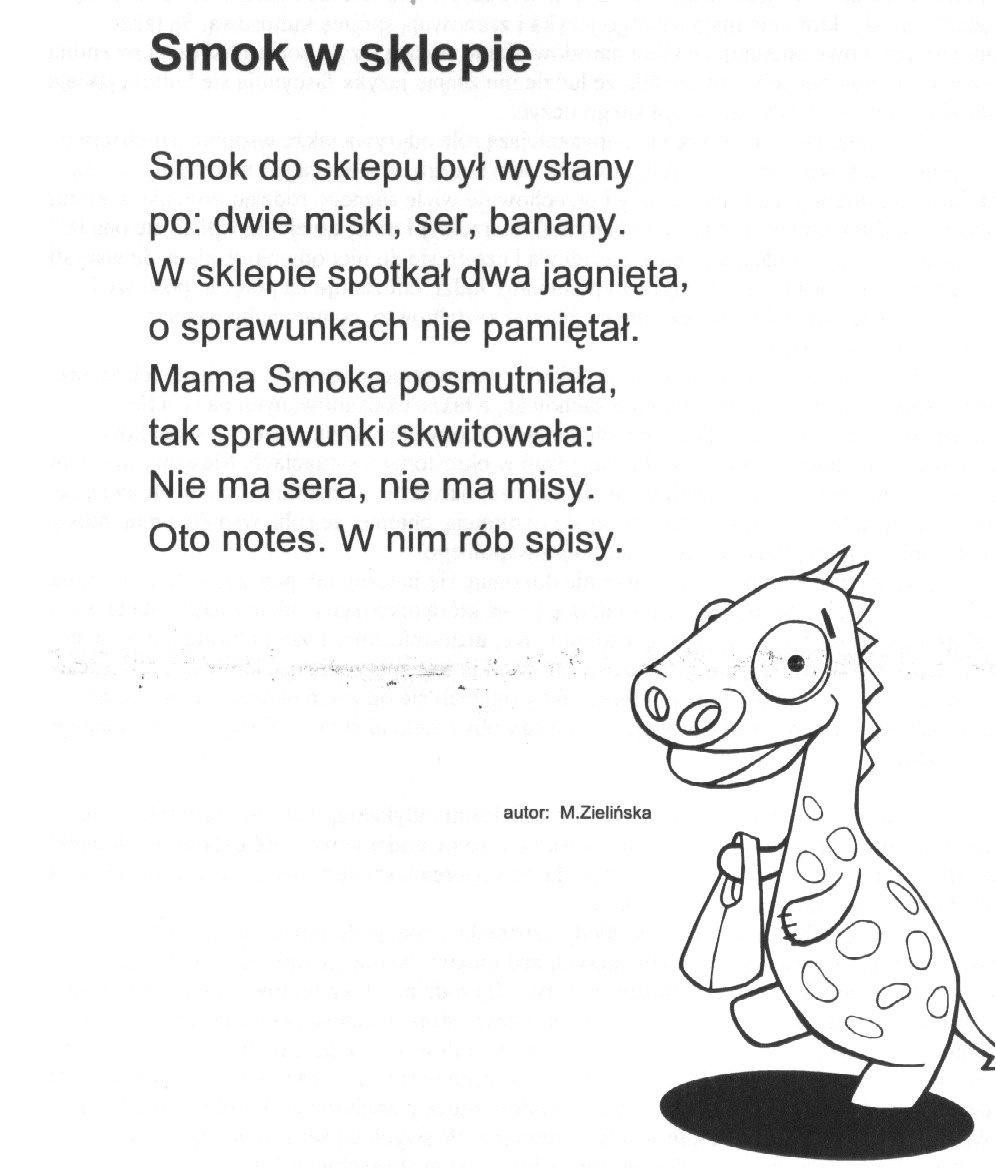 Smok w sklepie
Smok do sklepu był wysłany
po: dwie miski, ser, banany.
W sklepie spotkał dwa jagnięta,
o sprawunkach nie pamiętał.
Mama Smoka posmutniała,
tak sprawunki skwitowała:
Nie ma sera, nie ma misy.
Oto notes. W nim rób spisy.
autor: M.Zielińska